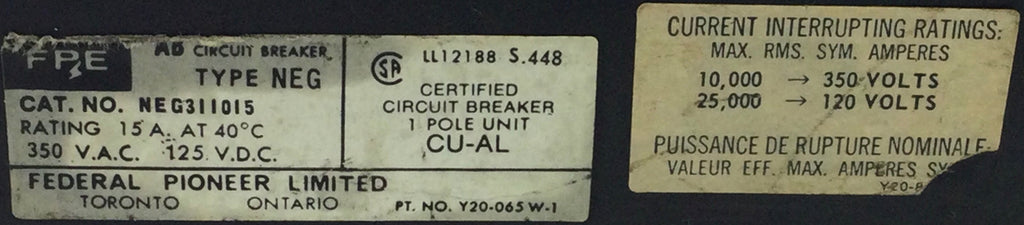 FPE
AB CIRCUIT BREAKER
TYPE NEG
CAT. NO. NEG311015
RATING 15 A. AT 40°C
350 V.A.C. 125 V.D.C.
SA LL12188 S.448
CERTIFIED
CIRCUIT BREAKER
1 POLE UNIT
CU-AL
FEDERAL PIONEER LIMITED
TORONTO ONTARIO PT. NO. Y20-065 W-1
CURRENT INTERRUPTING RATINGS:
MAX. RMS. SYM. AMPERES
10,000 → 350 VOLTS
25,000 → 120 VOLTS
PUISSANCE DE RUPTURE NOMINALE
VALEUR EFF. MAX. AMPERES